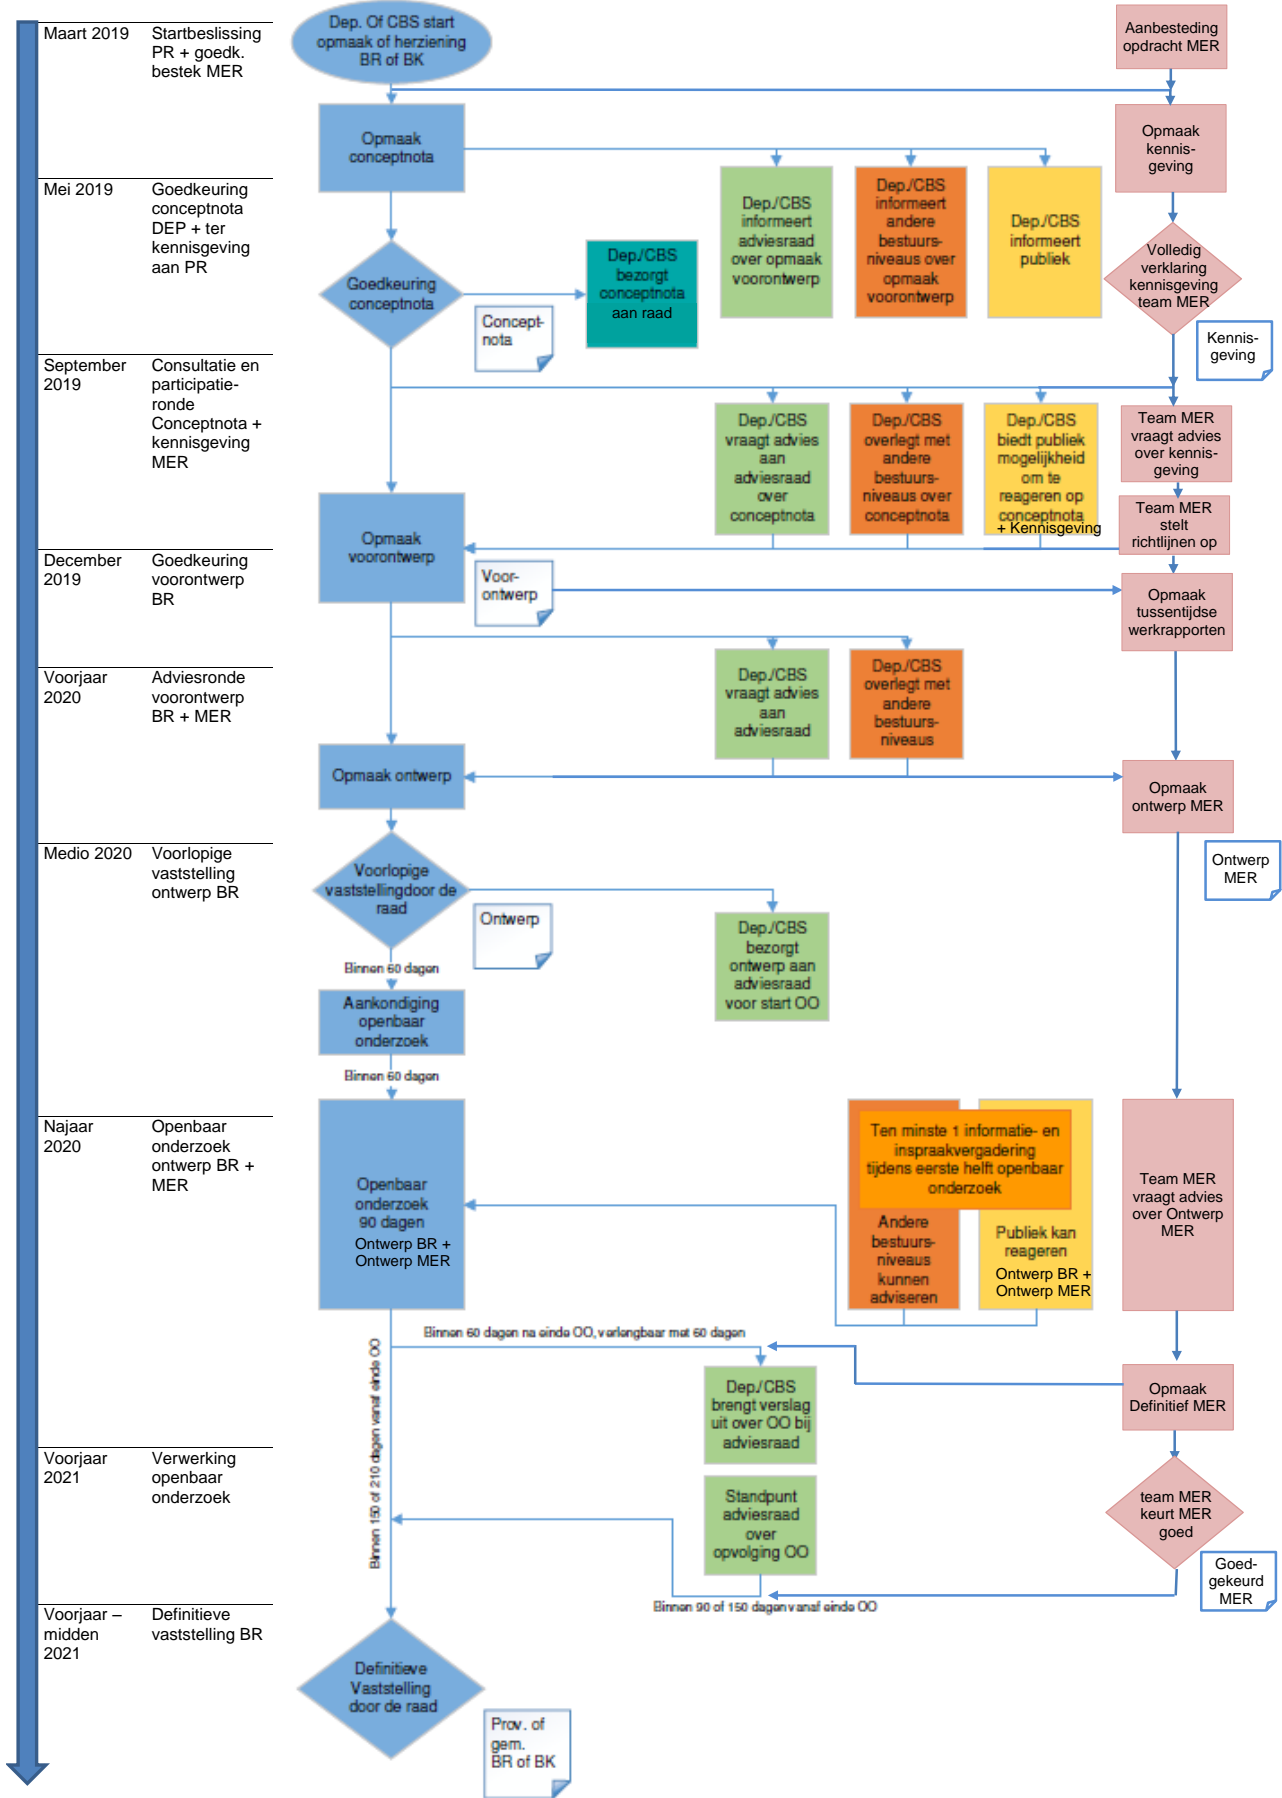 Maart 2019
Startbeslissing
PR + goedk.
bestek MER
Dep. Of CBS start
opmaak of herziening
BR of BK
Aanbesteding
opdracht MER
Opmaak
conceptnota
Opmaak
kennis-
geving
Mei 2019
Goedkeuring
conceptnota
DEP + ter
kennisgeving
aan PR
Dep./CBS
informeert
adviesraad
over opmaak
voorontwerp
Dep./CBS
informeert
andere
bestuurs-
niveaus over
opmaak
voorontwerp
Dep./CBS
informeert
publiek
Goedkeuring
conceptnota
Dep./CBS
bezorgt
conceptnota
aan raad
Concept-
nota
Volledig
verklaring
kennisgeving
team MER
Kennis-
geving
September
2019
Consultatie en
participatie-
ronde
Conceptnota +
kennisgeving
MER
Dep./CBS
vraagt advies
aan
adviesraad
over
conceptnota
Dep./CBS
overlegt met
andere
bestuurs-
niveaus over
conceptnota
Dep./CBS
biedt publiek
mogelijkheid
om te
reageren op
conceptnota
+ Kennisgeving
Team MER
vraagt advies
over kennis-
geving
Team MER
stelt
richtlijnen op
Opmaak
voorontwerp
December
2019
Goedkeuring
voorontwerp
BR
Voor-
ontwerp
Opmaak
tussentijdse
werkrapporten
Voorjaar
2020
Adviesronde
voorontwerp
BR + MER
Dep./CBS
vraagt advies
aan
adviesraad
Dep./CBS
overlegt met
andere
bestuurs-
niveaus
Opmaak ontwerp
Opmaak
ontwerp MER
Medio 2020
Voorlopige
vaststelling
ontwerp BR
Voorlopige
vaststellingdoor de
raad
Ontwerp
Dep./CBS
bezorgt
ontwerp aan
adviesraad
voor start OO
Ontwerp
MER
Binnen 60 dagen
Aankondiging
openbaar
onderzoek
Binnen 60 dagen
Najaar
2020
Openbaar
onderzoek
ontwerp BR +
MER
Openbaar
onderzoek
90 dagen
Ontwerp BR +
Ontwerp MER
Ten minste 1 informatie- en
inspraakvergadering
tijdens eerste helft openbaar
onderzoek
Andere
bestuurs-
niveaus
kunnen
adviseren
Publiek kan
reageren
Ontwerp BR +
Ontwerp MER
Team MER
vraagt advies
over Ontwerp
MER
Binnen 60 dagen na einde OO, verlengbaar met 60 dagen
Binnen 150 of 210 dagen vanaf einde OO
Dep./CBS
brengt verslag
uit over OO bij
adviesraad
Opmaak
Definitief MER
Voorjaar
2021
Verwerking
openbaar
onderzoek
Standpunt
adviesraad
over
opvolging OO
team MER
keurt MER
goed
Goed-
gekeurd
MER
Binnen 90 of 150 dagen vanaf einde OO
Voorjaar –
midden
2021
Definitieve
vaststelling BR
Definitieve
Vaststelling
door de raad
Prov. of
gem.
BR of BK